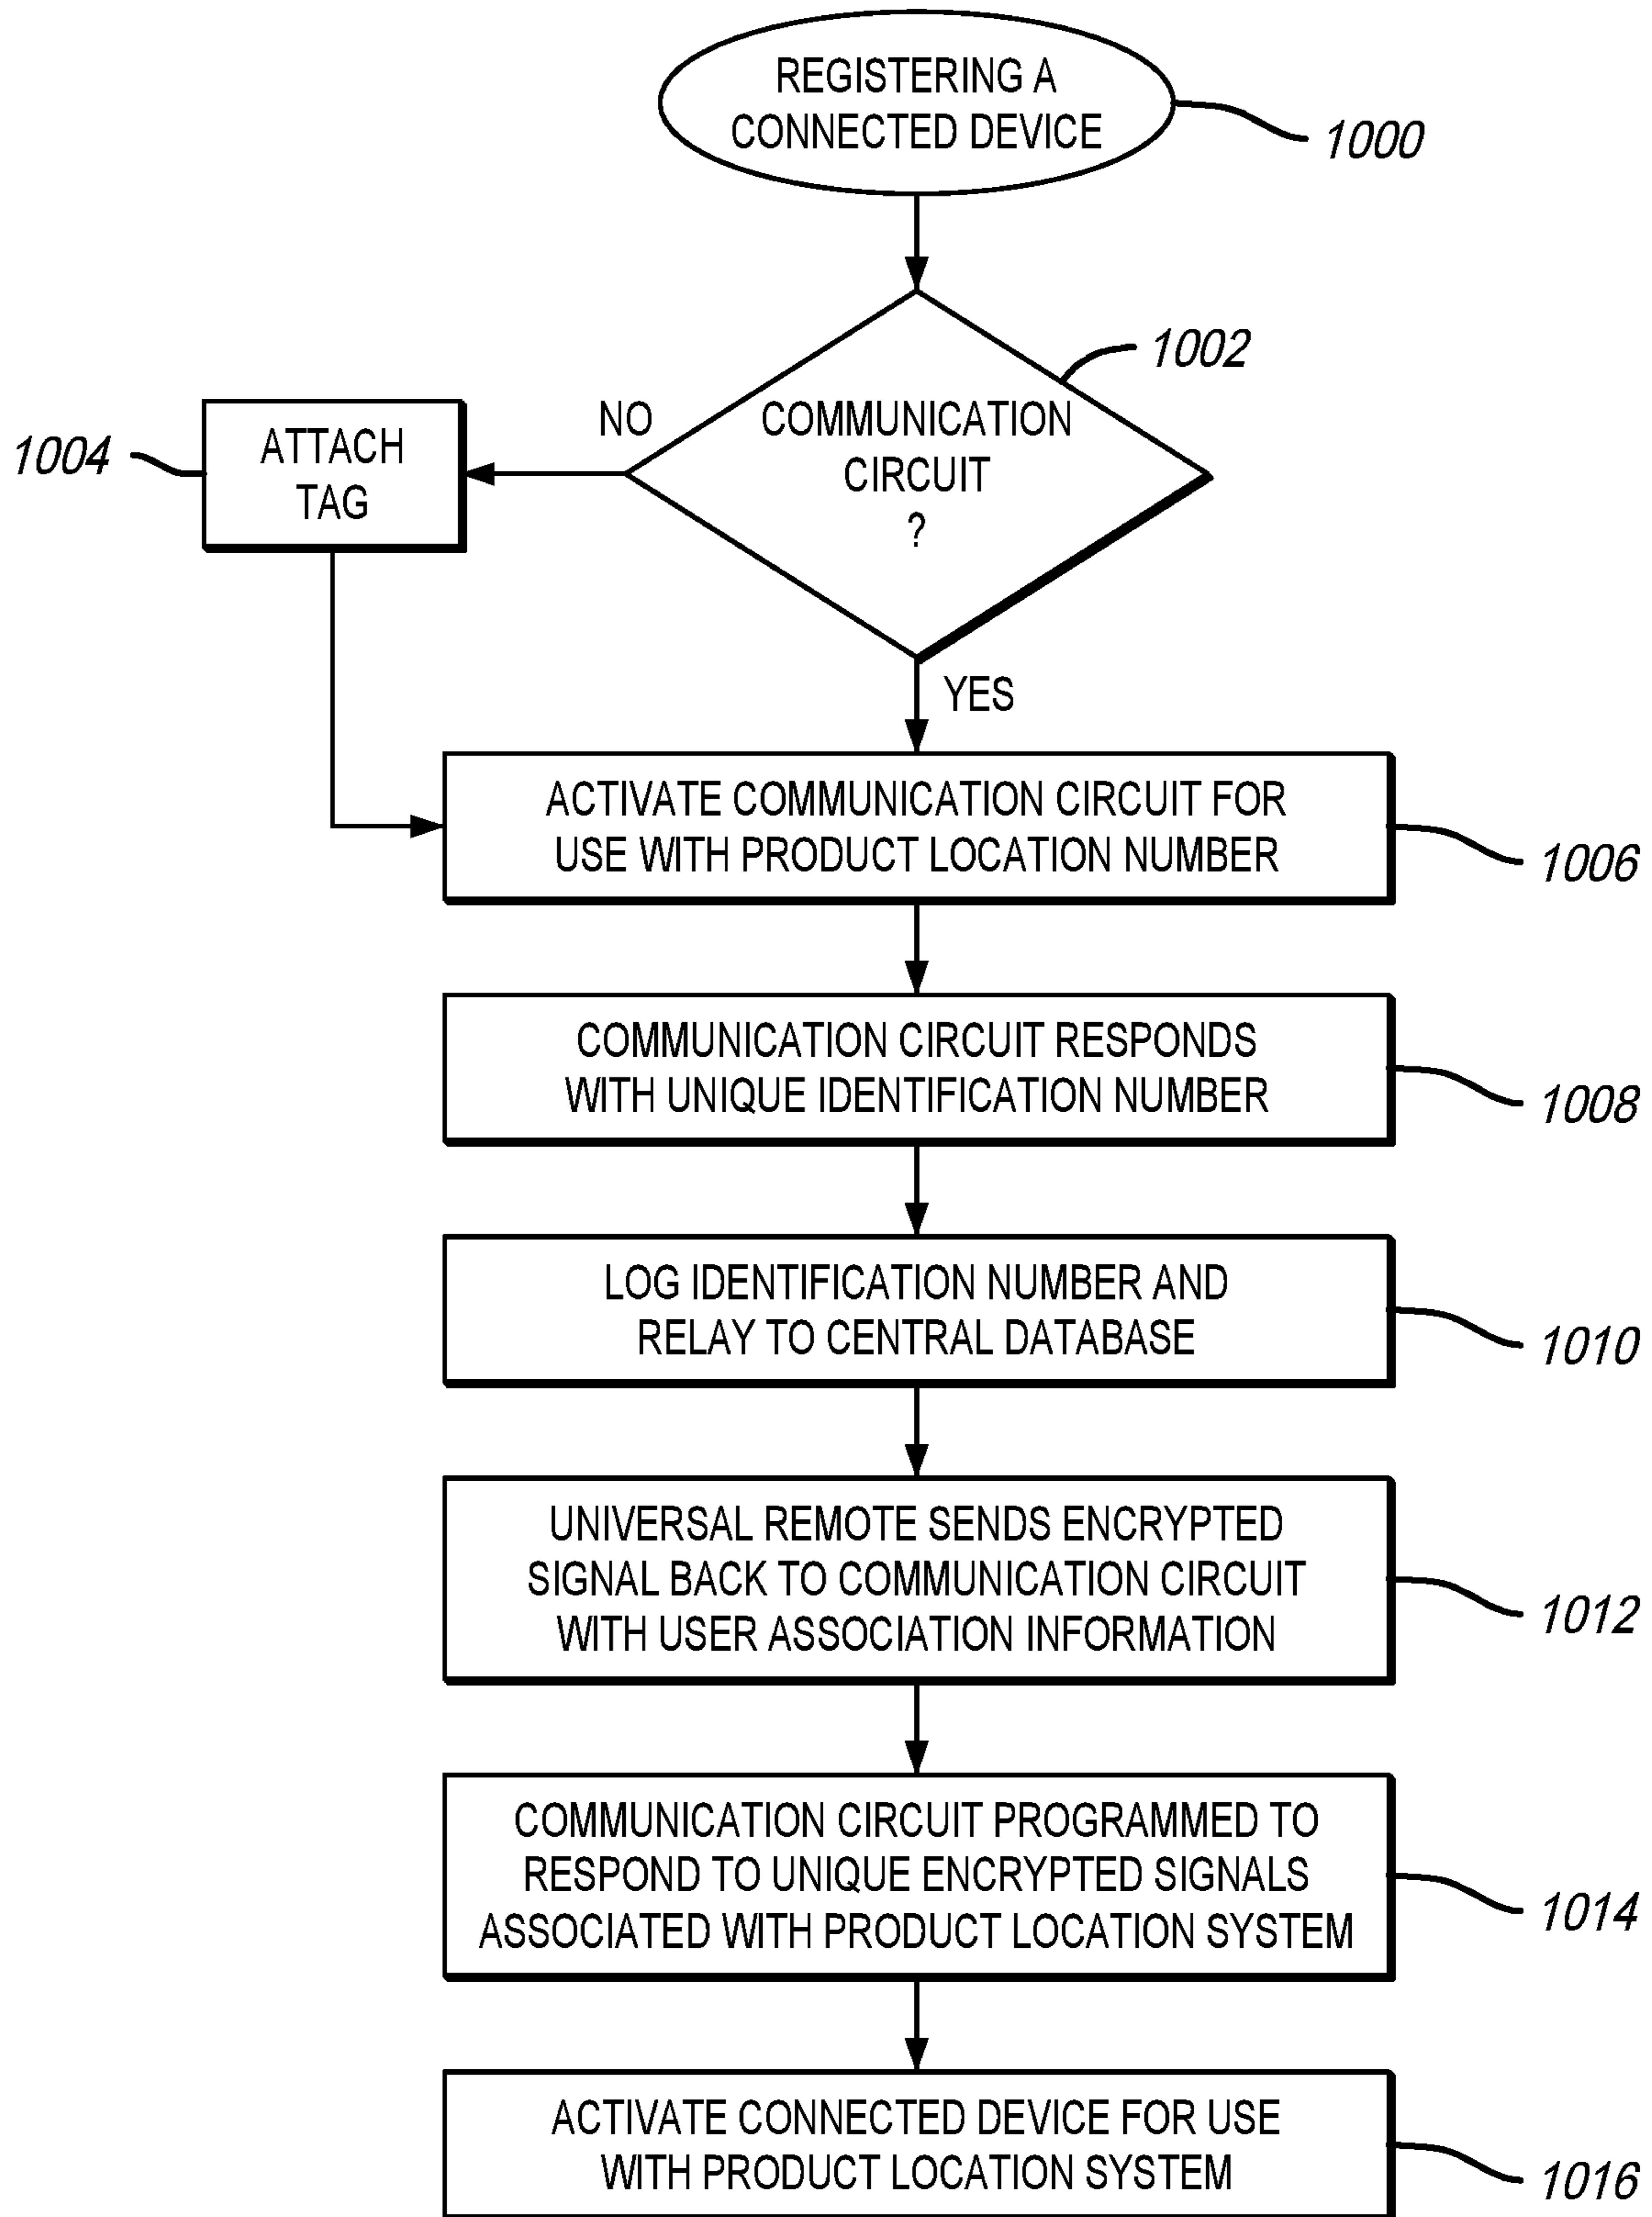 REGISTERING A
CONNECTED DEVICE
1000
1002
COMMUNICATION
CIRCUIT
?
NO
1004
ATTACH
TAG
YES
ACTIVATE COMMUNICATION CIRCUIT FOR
USE WITH PRODUCT LOCATION NUMBER
1006
COMMUNICATION CIRCUIT RESPONDS
WITH UNIQUE IDENTIFICATION NUMBER
1008
LOG IDENTIFICATION NUMBER AND
RELAY TO CENTRAL DATABASE
1010
UNIVERSAL REMOTE SENDS ENCRYPTED
SIGNAL BACK TO COMMUNICATION CIRCUIT
WITH USER ASSOCIATION INFORMATION
1012
COMMUNICATION CIRCUIT PROGRAMMED TO
RESPOND TO UNIQUE ENCRYPTED SIGNALS
ASSOCIATED WITH PRODUCT LOCATION SYSTEM
1014
ACTIVATE CONNECTED DEVICE FOR USE
WITH PRODUCT LOCATION SYSTEM
1016